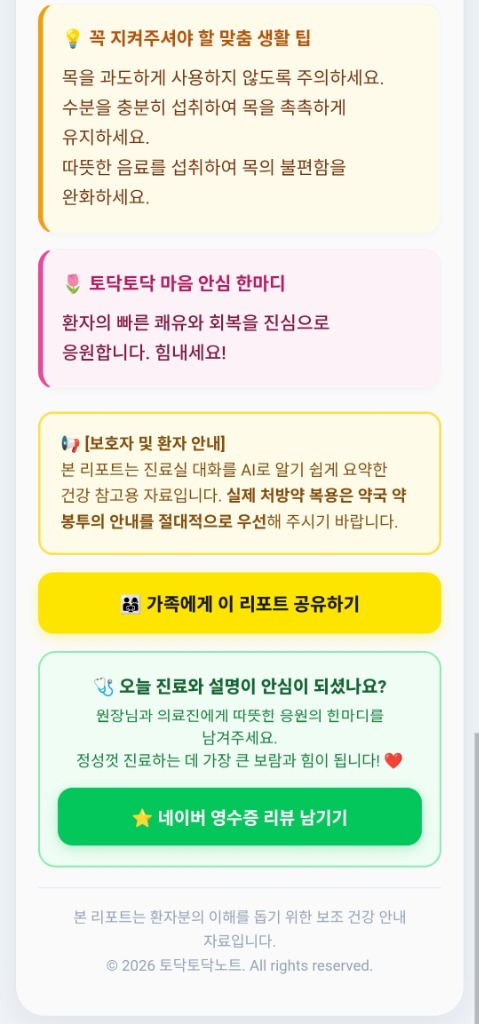 💡 꼭 지켜주셔야 할 맞춤 생활 팁
목을 과도하게 사용하지 않도록 주의하세요.
수분을 충분히 섭취하여 목을 촉촉하게
유지하세요.
따뜻한 음료를 섭취하여 목의 불편함을
완화하세요.
🌷 토닥토닥 마음 안심 한마디
환자의 빠른 쾌유와 회복을 진심으로
응원합니다. 힘내세요!
📢 [보호자 및 환자 안내]
본 리포트는 진료실 대화를 AI로 알기 쉽게 요약한
건강 참고용 자료입니다. 실제 처방약 복용은 약국 약
봉투의 안내를 절대적으로 우선해 주시기 바랍니다.
👨‍👩‍👧 가족에게 이 리포트 공유하기
🩺 오늘 진료와 설명이 안심이 되셨나요?
원장님과 의료진에게 따뜻한 응원의 한마디를
남겨주세요.
정성껏 진료하는 데 가장 큰 보람과 힘이 됩니다! ❤️
⭐ 네이버 영수증 리뷰 남기기
본 리포트는 환자분의 이해를 돕기 위한 보조 건강 안내
자료입니다.
© 2026 토닥토닥노트. All rights reserved.